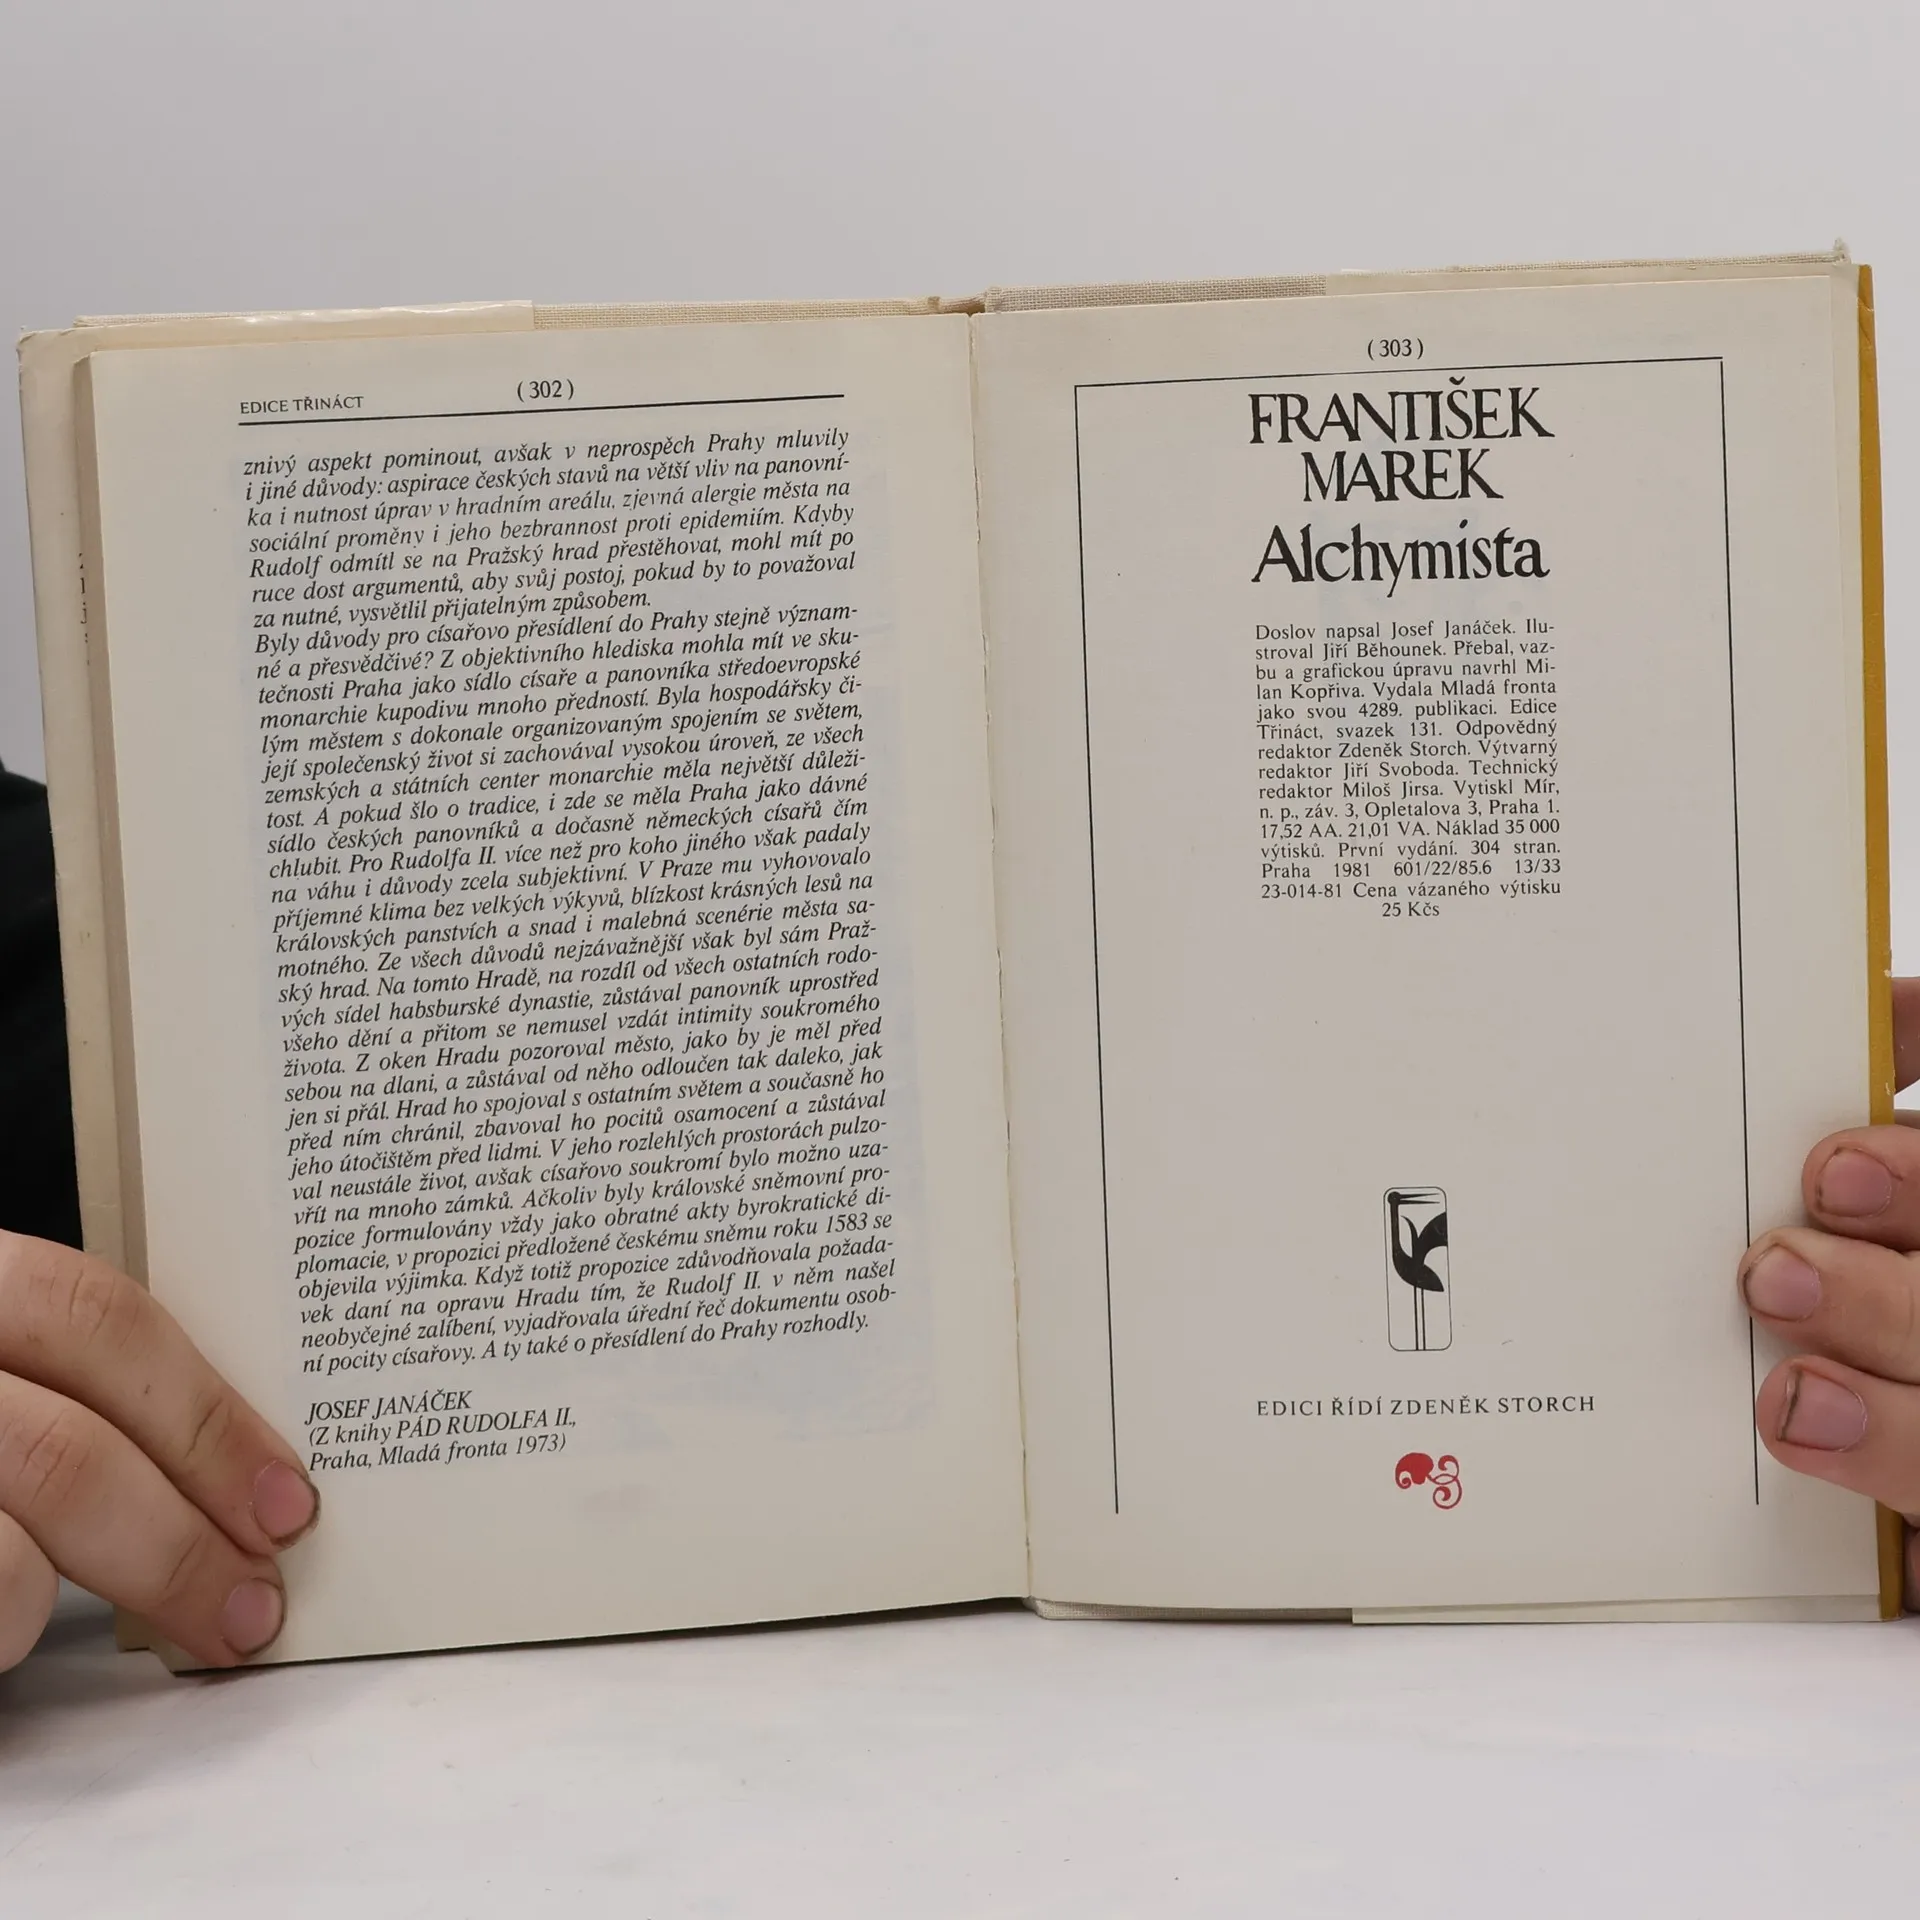 EDICE TŘINÁCT
(302)
znivý aspekt pominout, avšak v neprospěch Prahy mluvily
i jiné důvody: aspirace českých stavů na větší vliv na panovní-
ka i nutnost úprav v hradním areálu, zjevná alergie města na
sociální proměny i jeho bezbrannost proti epidemiím. Kdyby
Rudolf odmítl se na Pražský hrad přestěhovat, mohl mít po
ruce dost argumentů, aby svůj postoj, pokud by to považoval
za nutné, vysvětlil přijatelným způsobem.
Byly důvody pro císařovo přesídlení do Prahy stejně význam-
né a přesvědčivé? Z objektivního hlediska mohla mít ve sku-
tečnosti Praha jako sídlo císaře a panovníka středoevropské
monarchie kupodivu mnoho předností. Byla hospodářsky či-
lým městem s dokonale organizovaným spojením se světem,
její společenský život si zachovával vysokou úroveň, ze všech
zemských a státních center monarchie měla největší důleži-
tost. A pokud šlo o tradice, i zde se měla Praha jako dávné
sídlo českých panovníků a dočasně německých císařů čím
chlubit. Pro Rudolfa II. více než pro koho jiného však padaly
na váhu i důvody zcela subjektivní. V Praze mu vyhovovalo
příjemné klima bez velkých výkyvů, blízkost krásných lesů na
královských panstvích a snad i malebná scenérie města sa-
motného. Ze všech důvodů nejzávažnější však byl sám Praž-
ský hrad. Na tomto Hradě, na rozdíl od všech ostatních rodo-
vých sídel habsburské dynastie, zůstával panovník uprostřed
všeho dění a přitom se nemusel vzdát intimity soukromého
života. Z oken Hradu pozoroval město, jako by je měl před
sebou na dlani, a zůstával od něho odloučen tak daleko, jak
jen si přál. Hrad ho spojoval s ostatním světem a současně ho
před ním chránil, zbavoval ho pocitů osamocení a zůstával
jeho útočištěm před lidmi. V jeho rozlehlých prostorách pulzo-
val neustále život, avšak císařovo soukromí bylo možno uza-
vřít na mnoho zámků. Ačkoliv byly královské sněmovní pro-
pozice formulovány vždy jako obratné akty byrokratické di-
plomacie, v propozici předložené českému sněmu roku 1583 se
objevila výjimka. Když totiž propozice zdůvodňovala požada-
vek daní na opravu Hradu tím, že Rudolf II. v něm našel
neobyčejné zalíbení, vyjadřovala úřední řeč dokumentu osob-
ní pocity císařovy. A ty také o přesídlení do Prahy rozhodly.
JOSEF JANÁČEK
(Z knihy PÁD RUDOLFA II.,
Praha, Mladá fronta 1973)
(303)
FRANTIŠEK
MAREK
Alchymista
Doslov napsal Josef Janáček. Ilu-
stroval Jiří Běhounek. Přebal, vaz-
bu a grafickou úpravu navrhl Mi-
lan Kopřiva. Vydala Mladá fronta
jako svou 4289. publikaci. Edice
Třináct, svazek 131. Odpovědný
redaktor Zdeněk Storch. Výtvarný
redaktor Jiří Svoboda. Technický
redaktor Miloš Jirsa. Vytiskl Mír,
n. p., záv. 3, Opletalova 3, Praha 1.
17,52 AA. 21,01 VA. Náklad 35 000
výtisků. První vydání. 304 stran.
Praha 1981 601/22/85.6 13/33
23-014-81 Cena vázaného výtisku
25 Kčs
EDICI ŘÍDÍ ZDENĚK STORCH